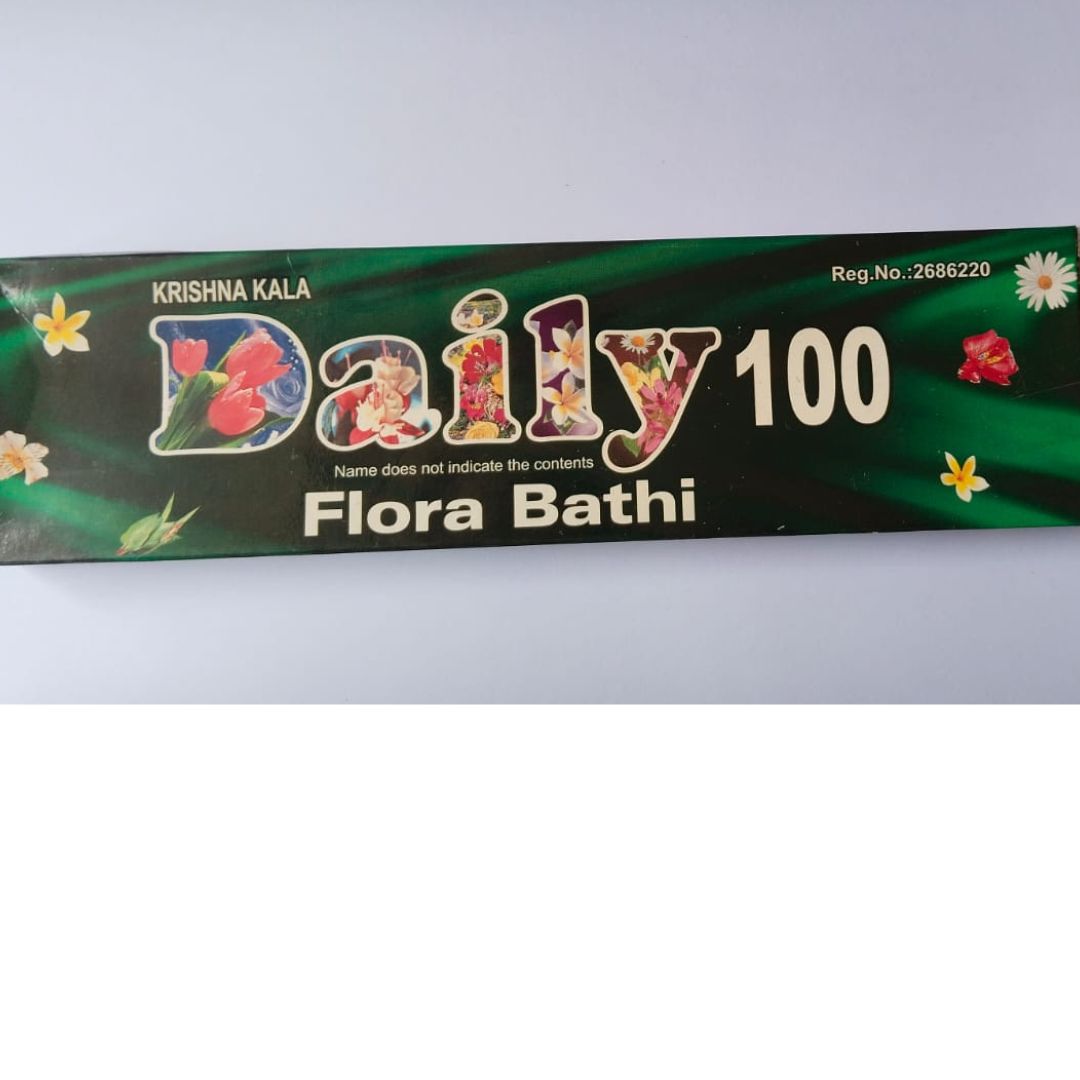 KRISHNA KALA
Reg.No.:2686220
Daily 100
Name does not indicate the contents
Flora Bathi